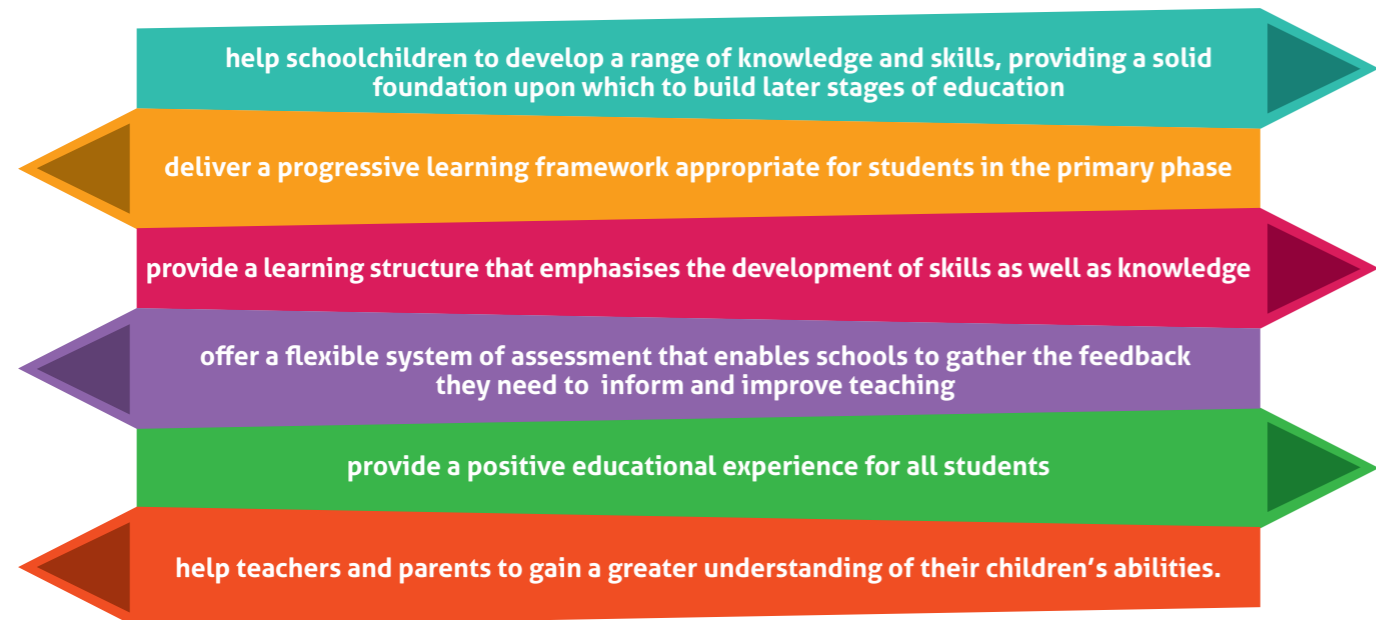 help schoolchildren to develop a range of knowledge and skills, providing a solid
foundation upon which to build later stages of education
deliver a progressive learning framework appropriate for students in the primary phase
provide a learning structure that emphasises the development of skills as well as knowledge
offer a flexible system of assessment that enables schools to gather the feedback
they need to  inform and improve teaching
provide a positive educational experience for all students
help teachers and parents to gain a greater understanding of their children’s abilities.